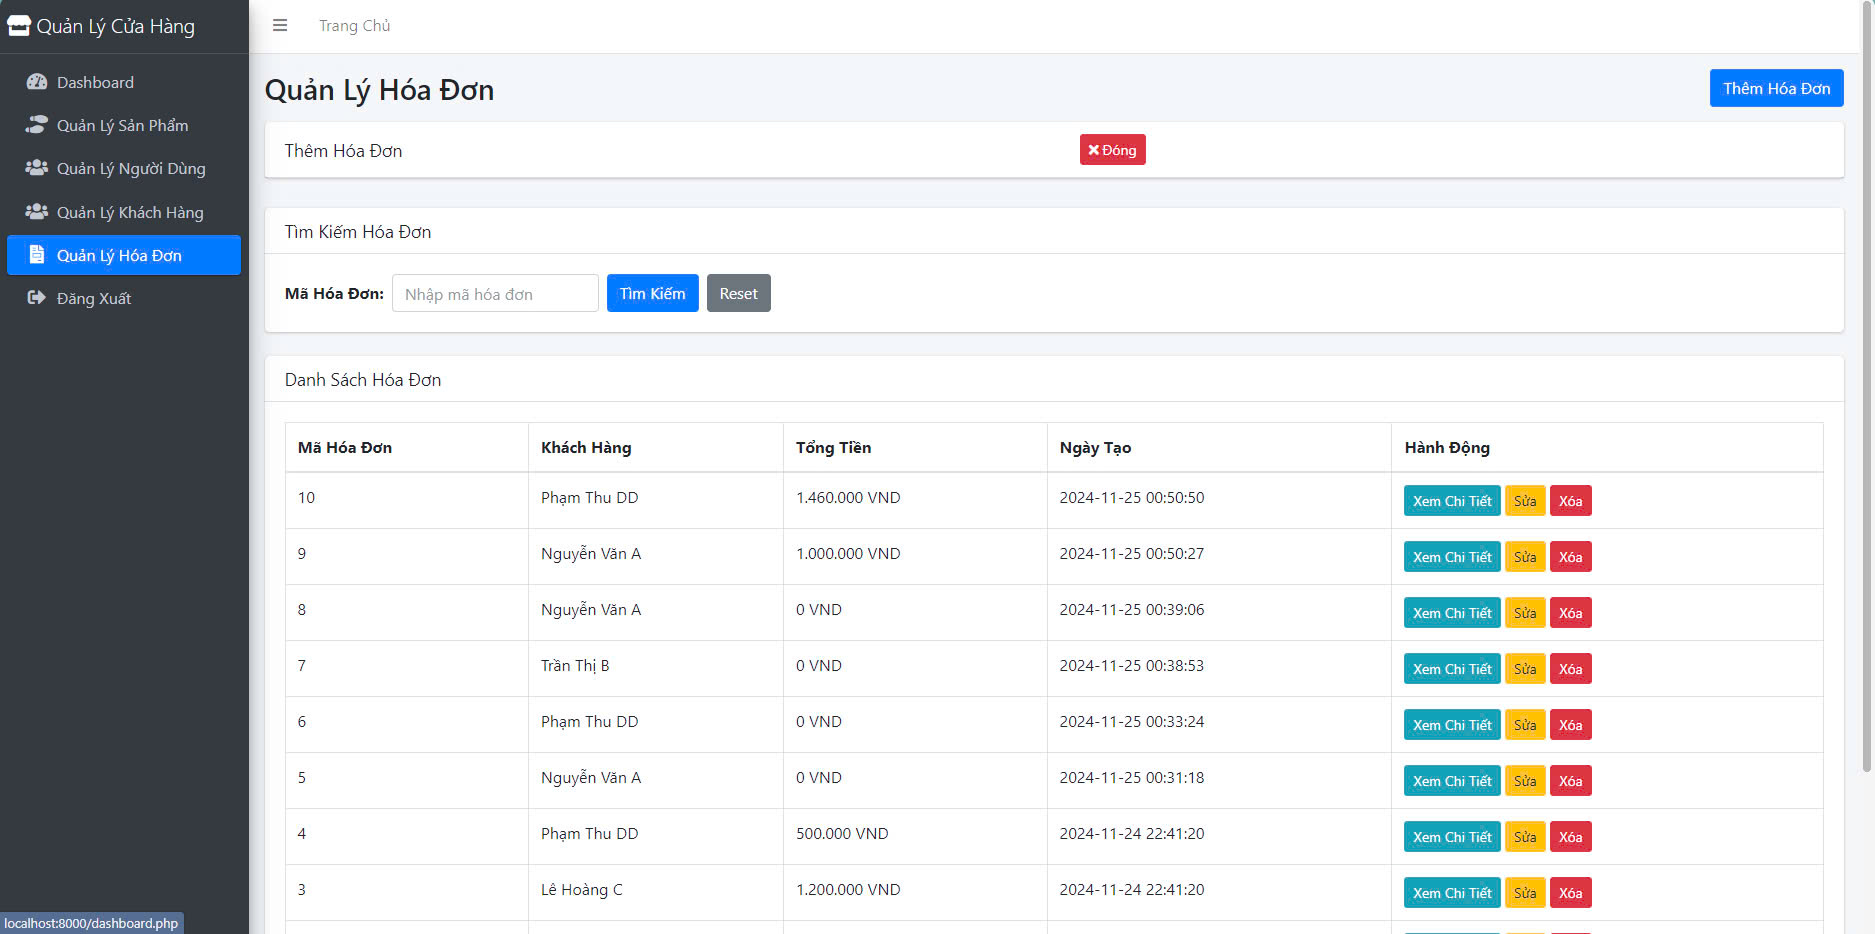 Quản Lý Cửa Hàng
Trang Chủ
Dashboard
Quản Lý Sản Phẩm
Quản Lý Người Dùng
Quản Lý Khách Hàng
Quản Lý Hóa Đơn
Đăng Xuất
Quản Lý Hóa Đơn
Thêm Hóa Đơn
Thêm Hóa Đơn
Đóng
Tìm Kiếm Hóa Đơn
Mã Hóa Đơn: Nhập mã hóa đơn Tìm Kiếm Reset
Danh Sách Hóa Đơn
Mã Hóa Đơn Khách Hàng Tổng Tiền Ngày Tạo Hành Động
10 Phạm Thu DD 1.460.000 VND 2024-11-25 00:50:50 Xem Chi Tiết Sửa Xóa
9 Nguyễn Văn A 1.000.000 VND 2024-11-25 00:50:27 Xem Chi Tiết Sửa Xóa
8 Nguyễn Văn A 0 VND 2024-11-25 00:39:06 Xem Chi Tiết Sửa Xóa
7 Trần Thị B 0 VND 2024-11-25 00:38:53 Xem Chi Tiết Sửa Xóa
6 Phạm Thu DD 0 VND 2024-11-25 00:33:24 Xem Chi Tiết Sửa Xóa
5 Nguyễn Văn A 0 VND 2024-11-25 00:31:18 Xem Chi Tiết Sửa Xóa
4 Phạm Thu DD 500.000 VND 2024-11-24 22:41:20 Xem Chi Tiết Sửa Xóa
3 Lê Hoàng C 1.200.000 VND 2024-11-24 22:41:20 Xem Chi Tiết Sửa Xóa
localhost:8000/dashboard.php